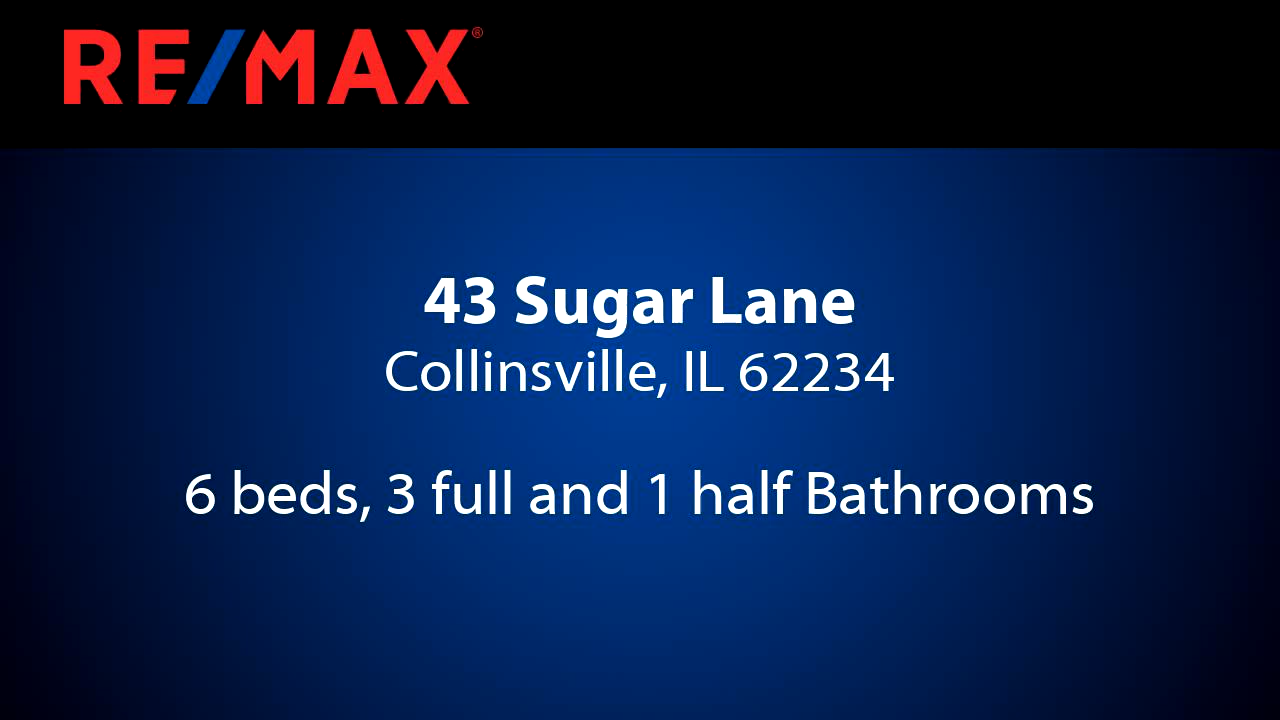 RE/MAX®
43 Sugar Lane
Collinsville, IL 62234
6 beds, 3 full and 1 half Bathrooms